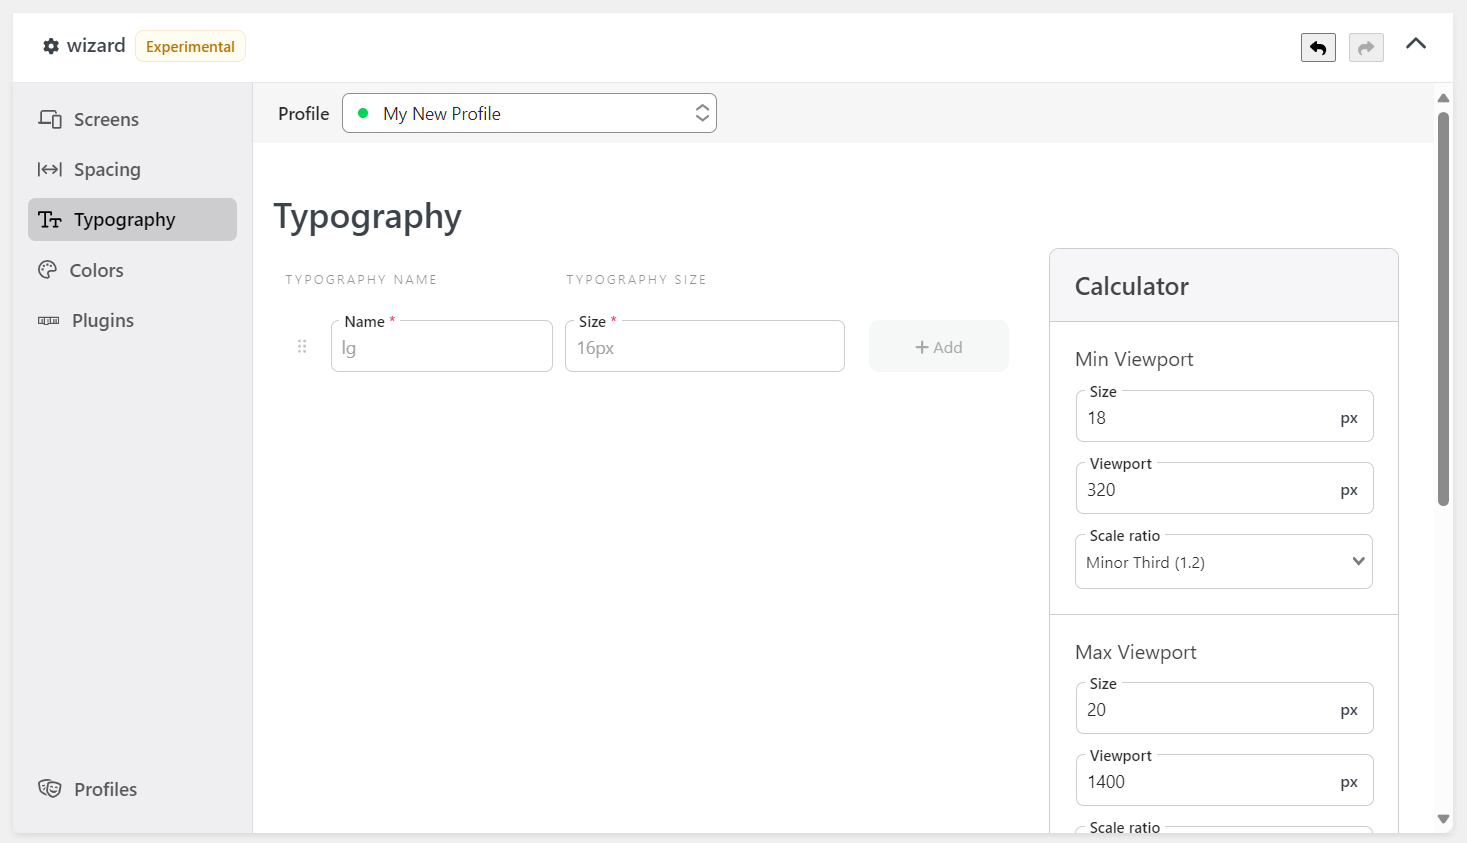 wizard
Experimental
Screens
Spacing
Typography
Colors
Plugins
Profiles
Profile
My New Profile
Typography
TYPOGRAPHY NAME
TYPOGRAPHY SIZE
Name *
lg
Size *
16px
+ Add
Calculator
Min Viewport
Size
18 px
Viewport
320 px
Scale ratio
Minor Third (1.2)
Max Viewport
Size
20 px
Viewport
1400 px
Scale ratio